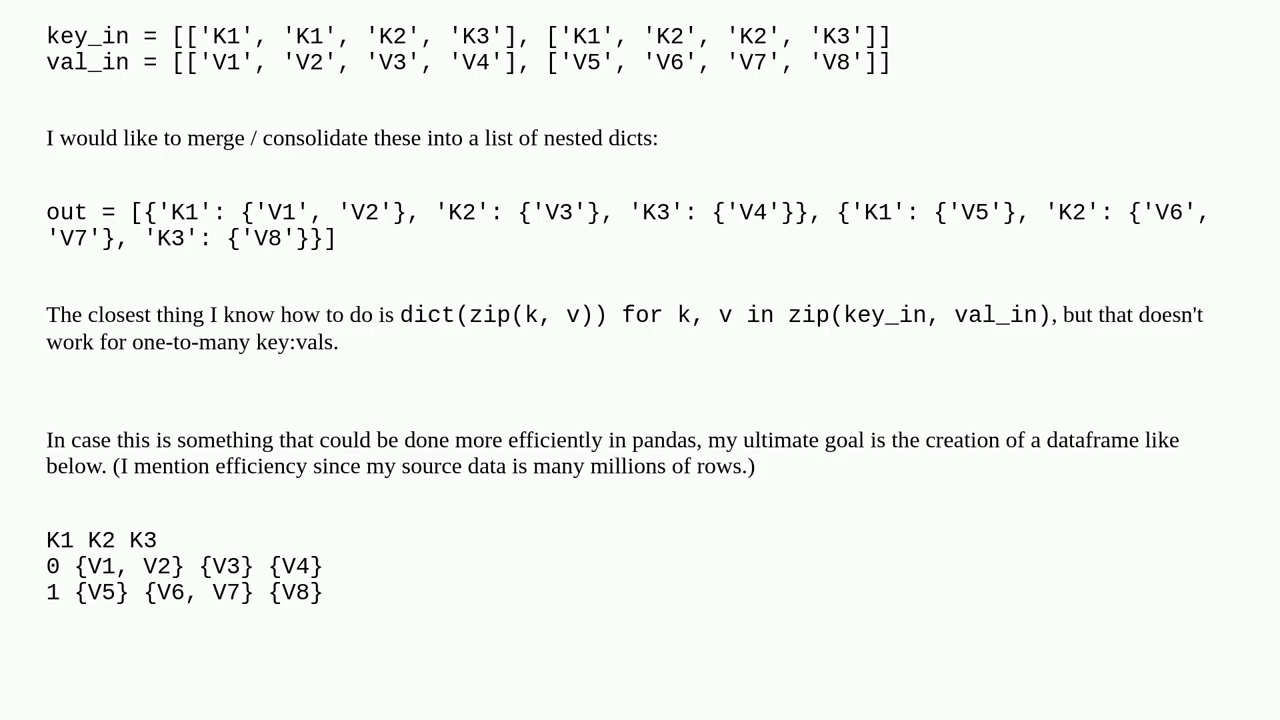 key_in = [['K1', 'K1', 'K2', 'K3'], ['K1', 'K2', 'K2', 'K3']]
val_in = [['V1', 'V2', 'V3', 'V4'], ['V5', 'V6', 'V7', 'V8']]
I would like to merge / consolidate these into a list of nested dicts:
out = [{'K1': {'V1', 'V2'}, 'K2': {'V3'}, 'K3': {'V4'}}, {'K1': {'V5'}, 'K2': {'V6',
'V7'}, 'K3': {'V8'}}]
The closest thing I know how to do is dict(zip(k, v)) for k, v in zip(key_in, val_in), but that doesn't
work for one-to-many key:vals.
In case this is something that could be done more efficiently in pandas, my ultimate goal is the creation of a dataframe like
below. (I mention efficiency since my source data is many millions of rows.)
K1 K2 K3
0 {V1, V2} {V3} {V4}
1 {V5} {V6, V7} {V8}